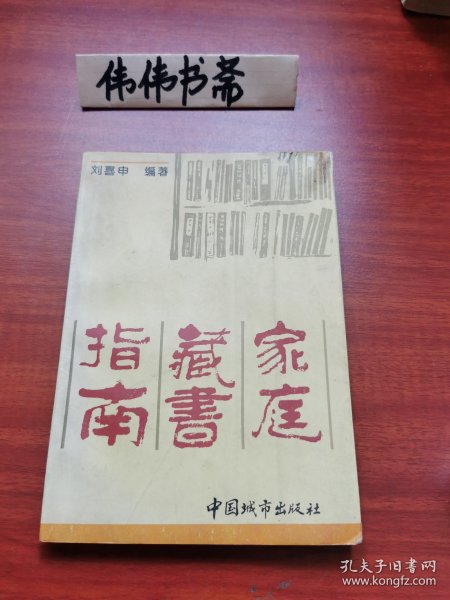 伟伟书斋
刘喜申 编著
家庭
藏書
指南
中国城市出版社
孔夫子旧书网
www.kongfz.com